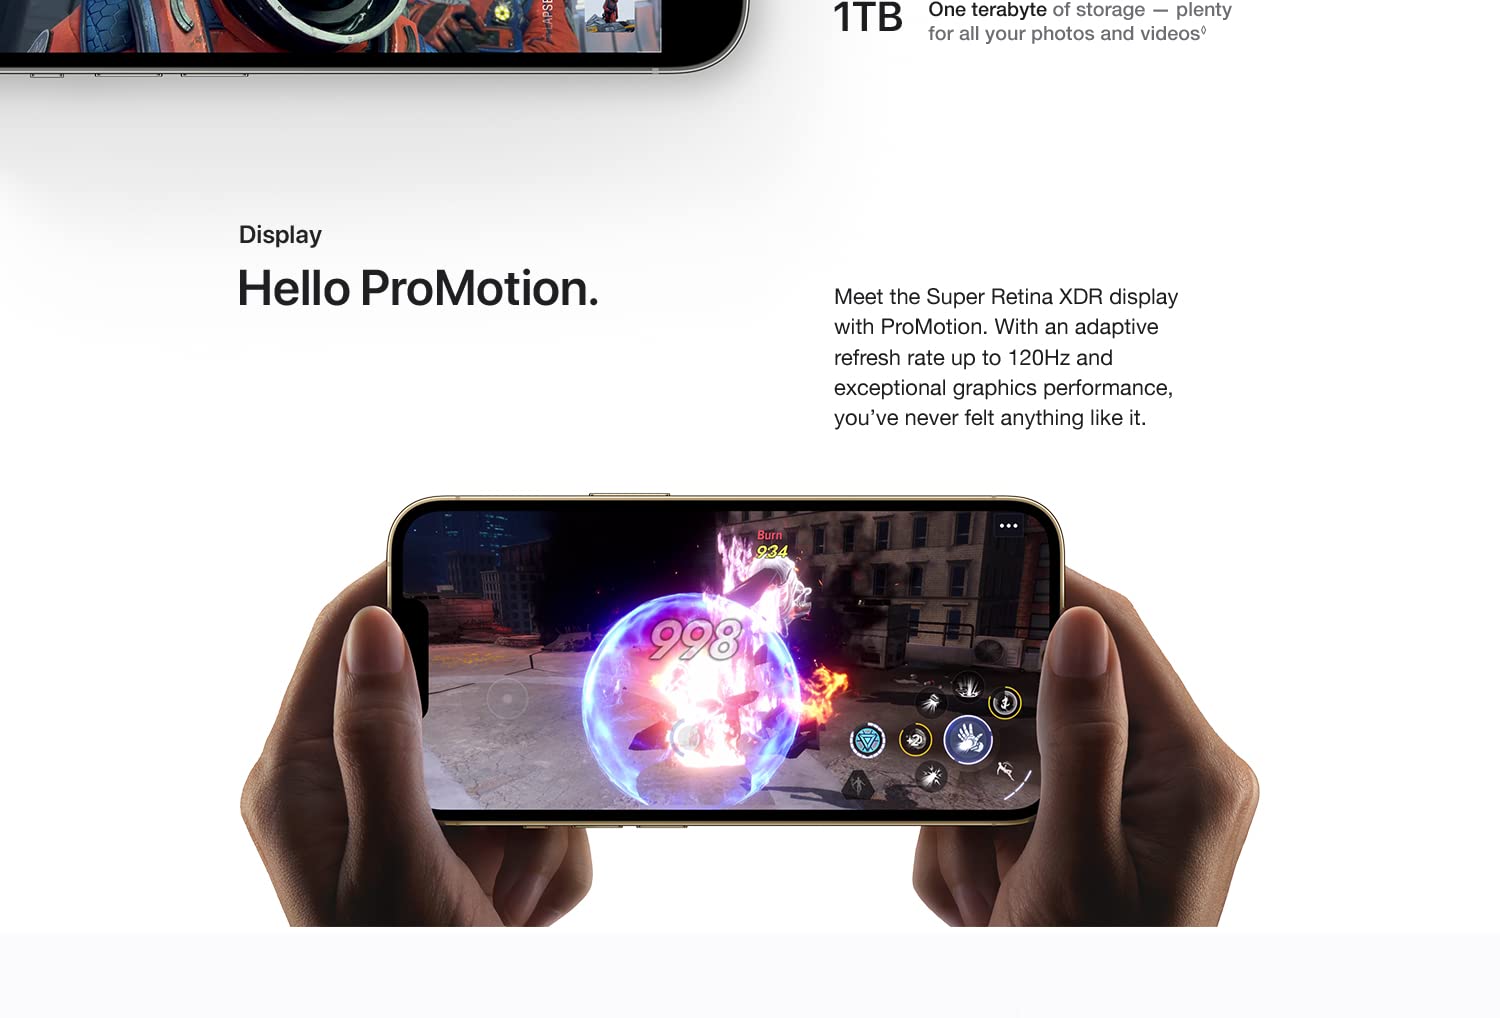 LAPSE
1TB
One terabyte of storage — plenty
for all your photos and videos◊
Display
Hello ProMotion.
Meet the Super Retina XDR display
with ProMotion. With an adaptive
refresh rate up to 120Hz and
exceptional graphics performance,
you’ve never felt anything like it.
Burn
934
998